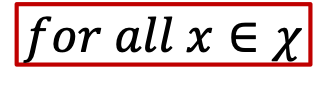 for all x ∈ χ